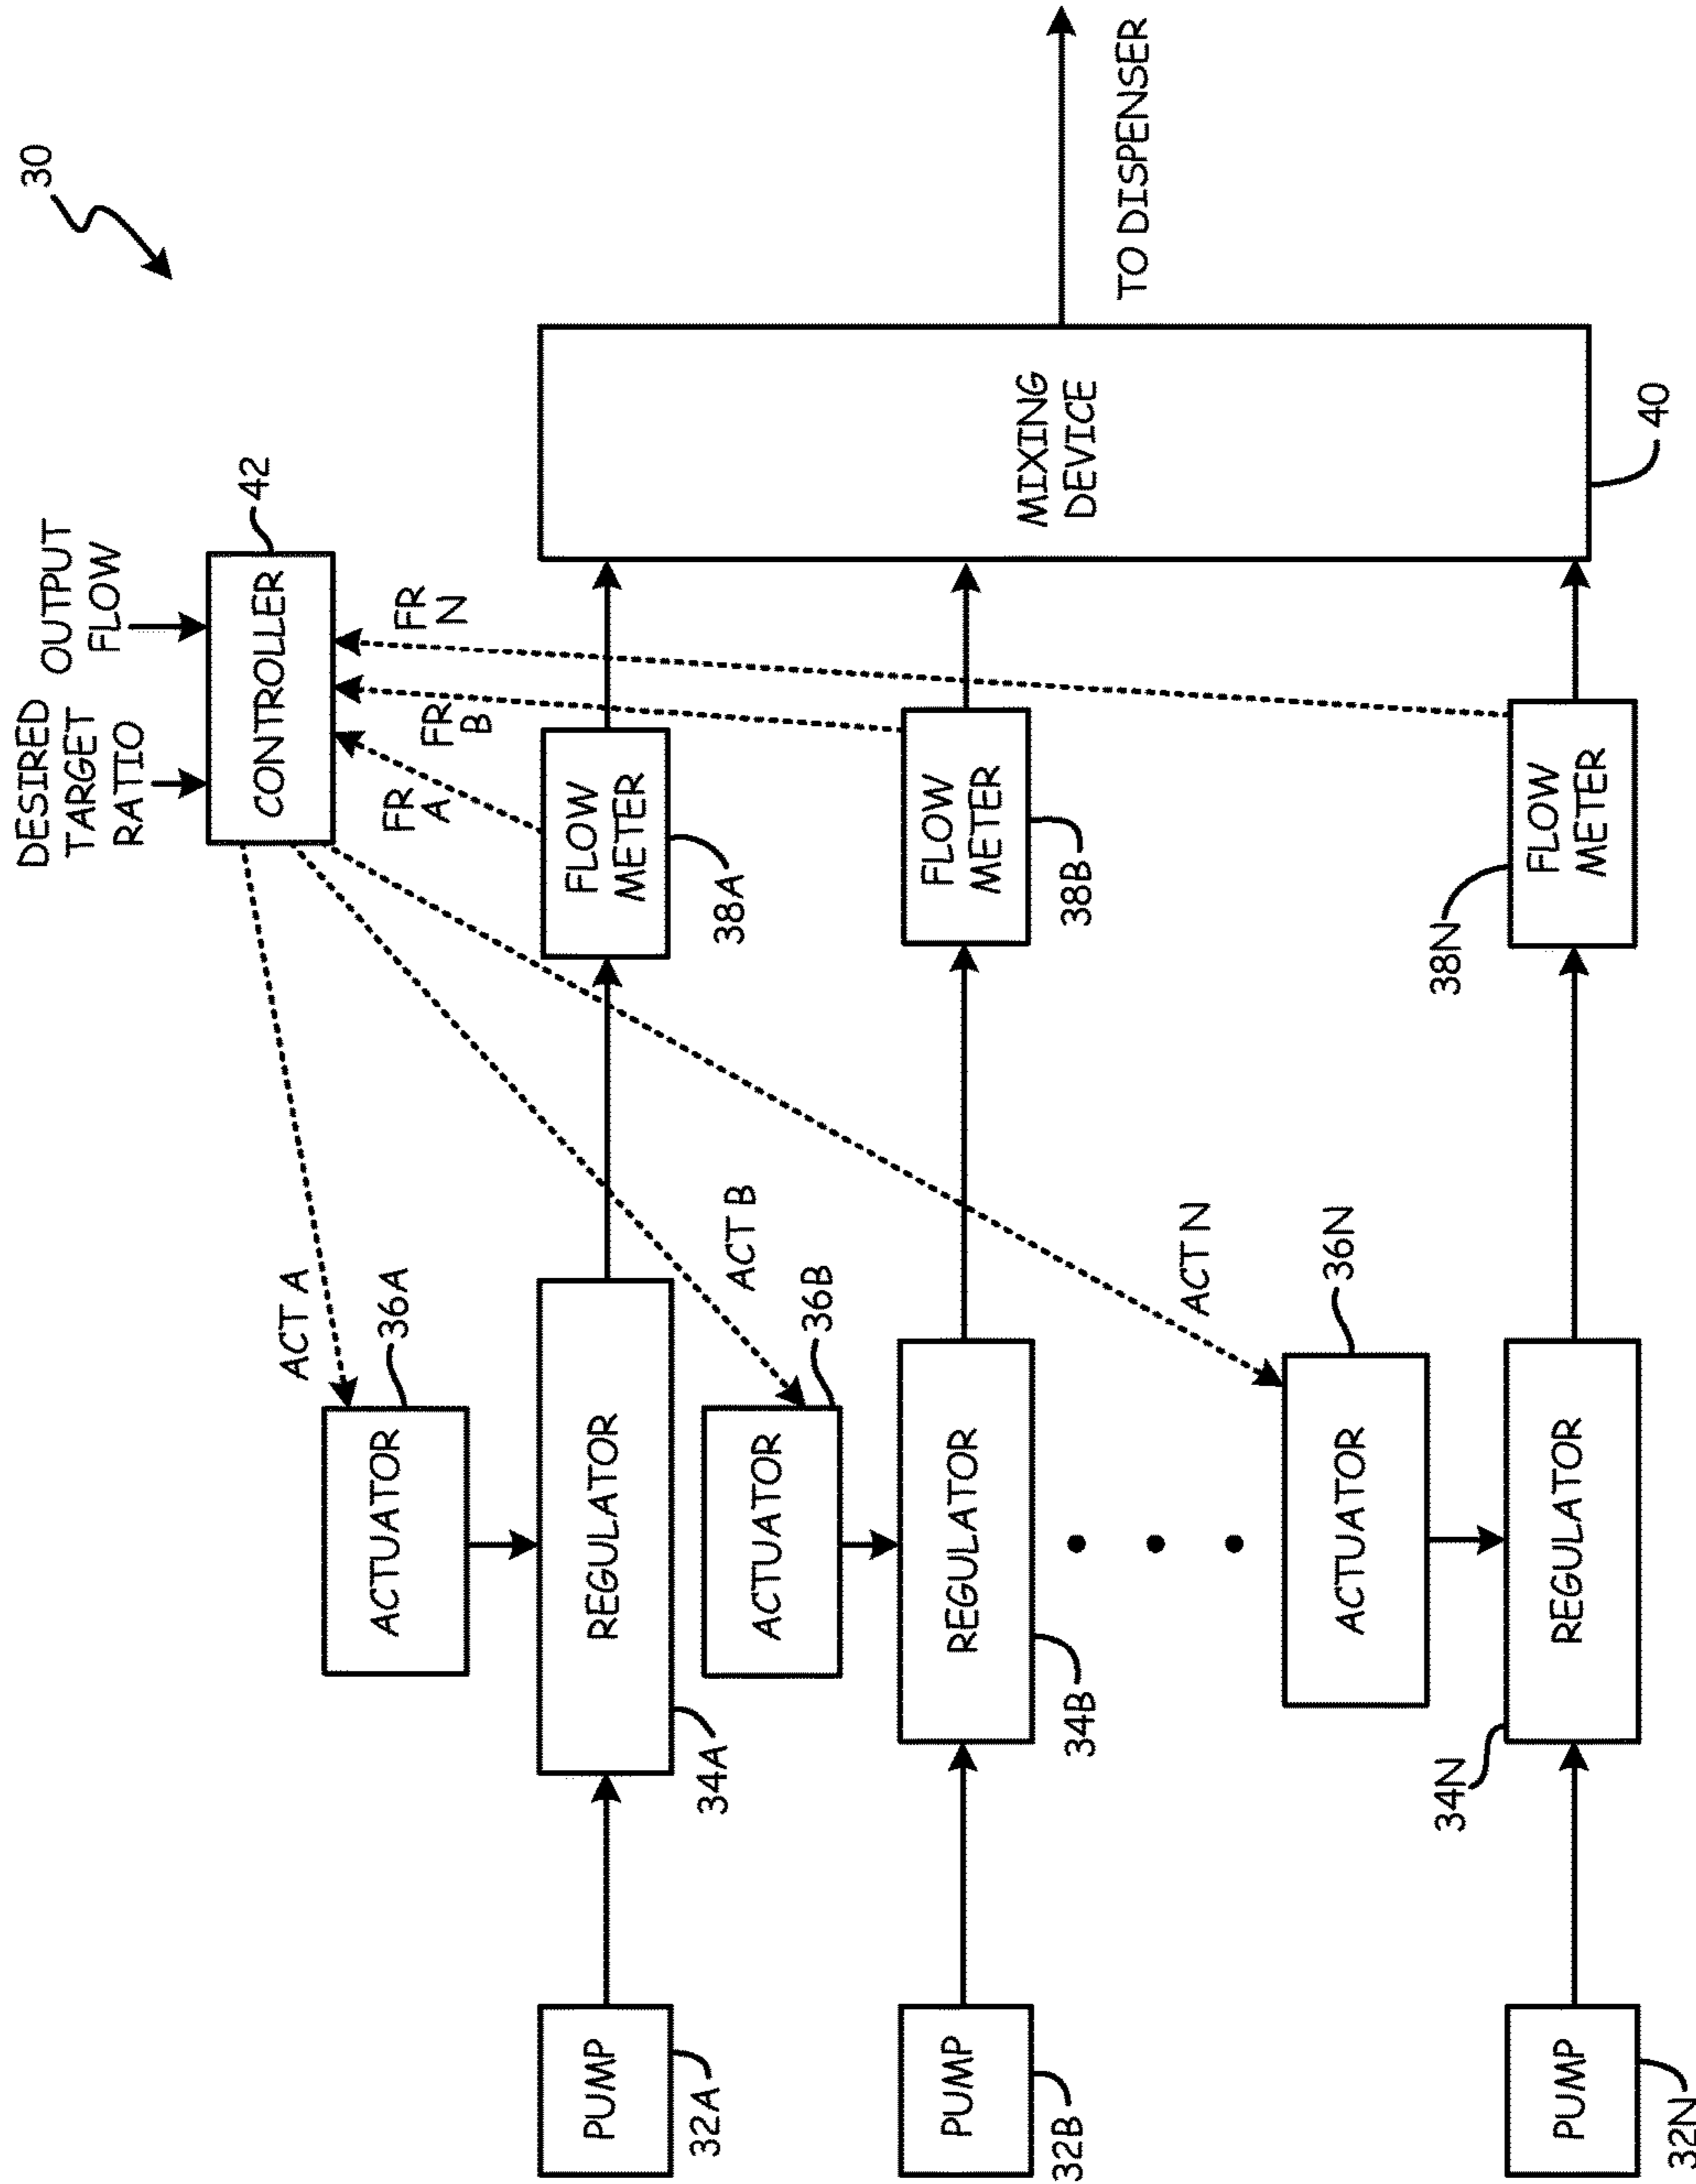 30
DESIRED
TARGET
RATIO
OUTPUT
FLOW
CONTROLLER
42
ACT A
36A
ACTUATOR
FR
A
FR
B
FR
N
PUMP
32A
REGULATOR
34A
FLOW
METER
38A
ACT B
36B
ACTUATOR
PUMP
32B
REGULATOR
34B
FLOW
METER
38B
MIXING
DEVICE
40
TO DISPENSER
ACT N
36N
ACTUATOR
PUMP
32N
REGULATOR
34N
FLOW
METER
38N